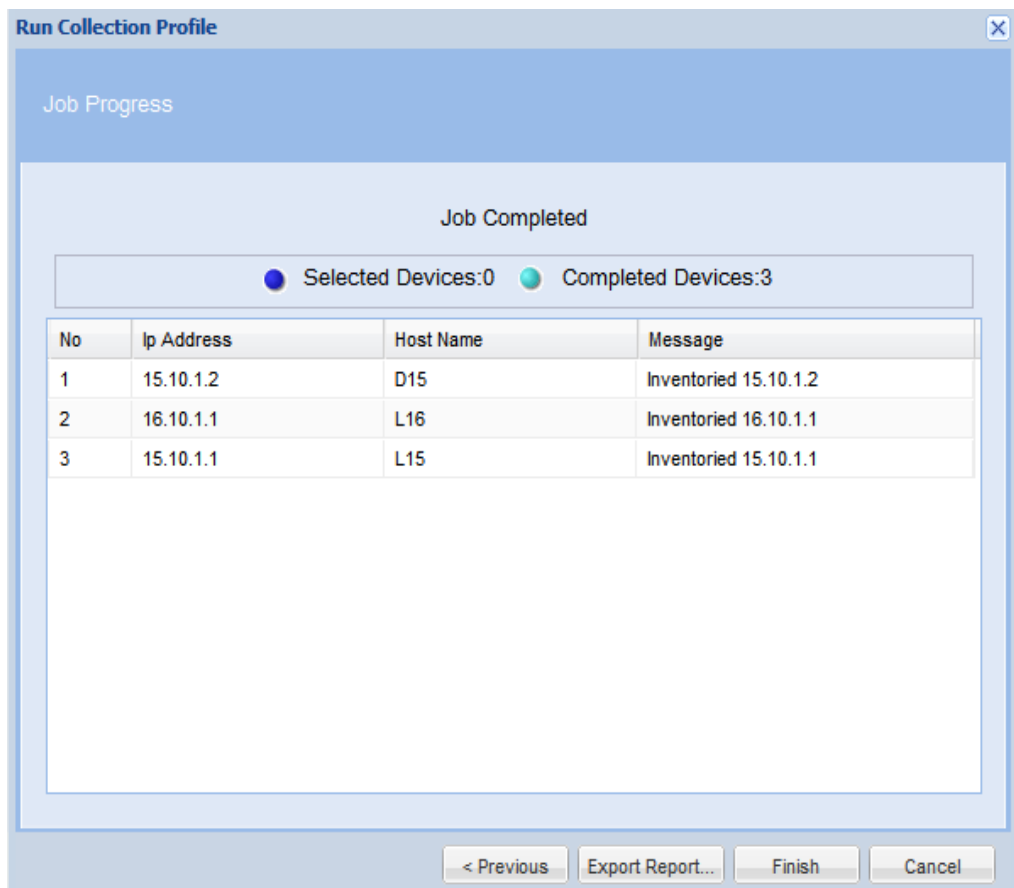 Run Collection Profile
Job Progress
Job Completed
Selected Devices:0 Completed Devices:3
No Ip Address Host Name Message
1 15.10.1.2 D15 Inventoried 15.10.1.2
2 16.10.1.1 L16 Inventoried 16.10.1.1
3 15.10.1.1 L15 Inventoried 15.10.1.1
< Previous Export Report... Finish Cancel